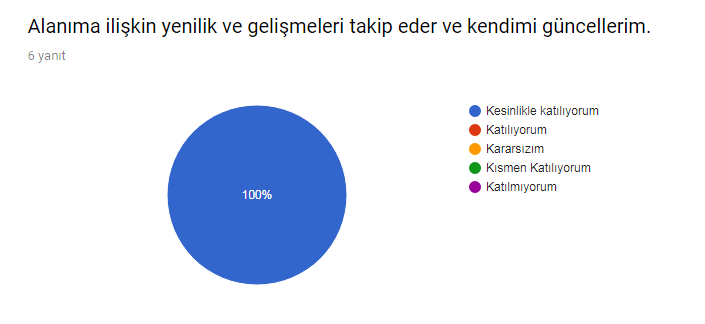 Alanıma ilişkin yenilik ve gelişmeleri takip eder ve kendimi güncellerim.
6 yanıt
100%
Kesinlikle katılıyorum
Katılıyorum
Kararsızım
Kısmen Katılıyorum
Katılmıyorum